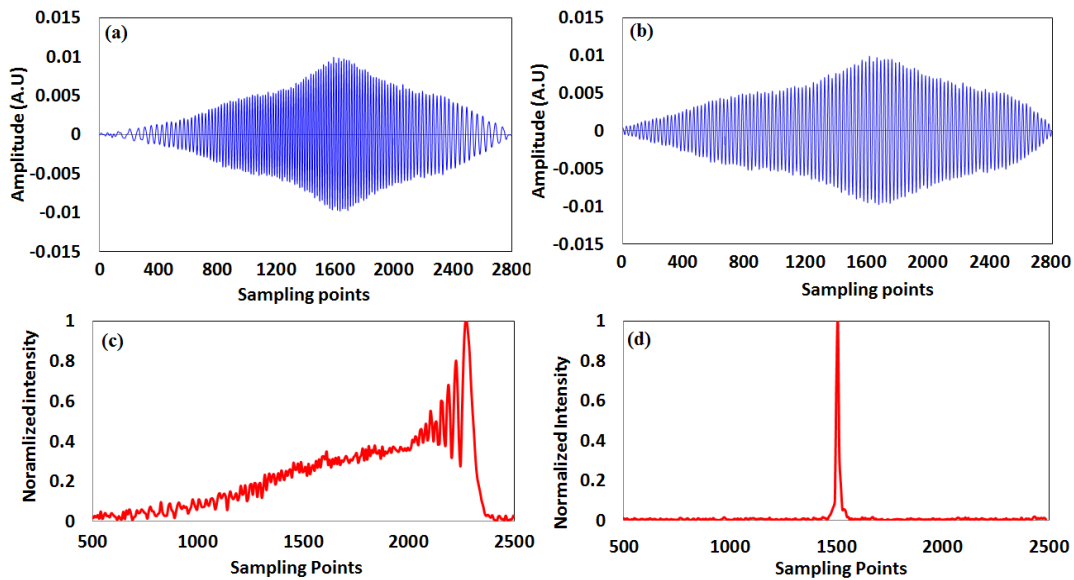 (a)
Amplitude (A.U)
0.015
0.01
0.005
0
-0.005
-0.01
-0.015
0 400 800 1200 1600 2000 2400 2800
Sampling points
(b)
Amplitude (A.U)
0.015
0.01
0.005
0
-0.005
-0.01
-0.015
0 400 800 1200 1600 2000 2400 2800
Sampling points
(c)
Noramlizedintensity
1
0.8
0.6
0.4
0.2
0
500 1000 1500 2000 2500
Sampling Points
(d)
Normalized Intensity
1
0.8
0.6
0.4
0.2
0
500 1000 1500 2000 2500
Sampling Points